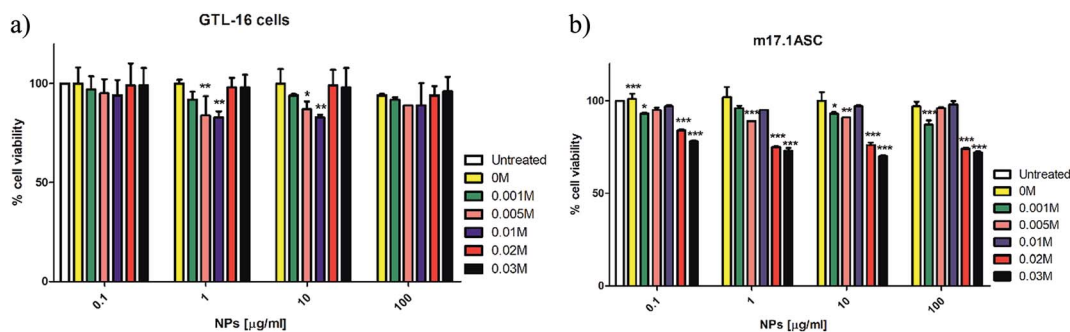 a)
GTL-16 cells
% cell viability
100
50
0
** **
* **
0.1 1 10 100
NPs [μg/ml]
Untreated
0M
0.001M
0.005M
0.01M
0.02M
0.03M
b)
m17.1ASC
% cell viability
100
50
0
*** * *** ***
*** *** ***
* ** *** ***
*** *** ***
0.1 1 10 100
NPs [μg/ml]
Untreated
0M
0.001M
0.005M
0.01M
0.02M
0.03M